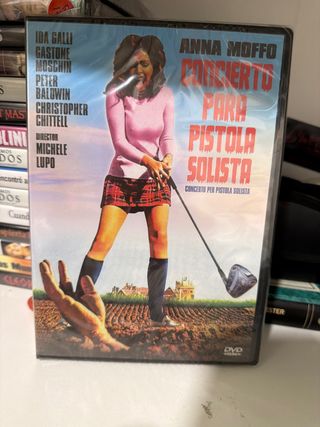 IDA GALLI
GASTONE
MOSCHIN
PETER
BALDWIN
CHRISTOPHER
CHITTELL
DIRECTOR
MICHELE
LUPO
ANNA MOFFO
CONCIERTO
PARA
PISTOLA
SOLISTA
CONCERTO PER PISTOLA SOLISTA
DVD